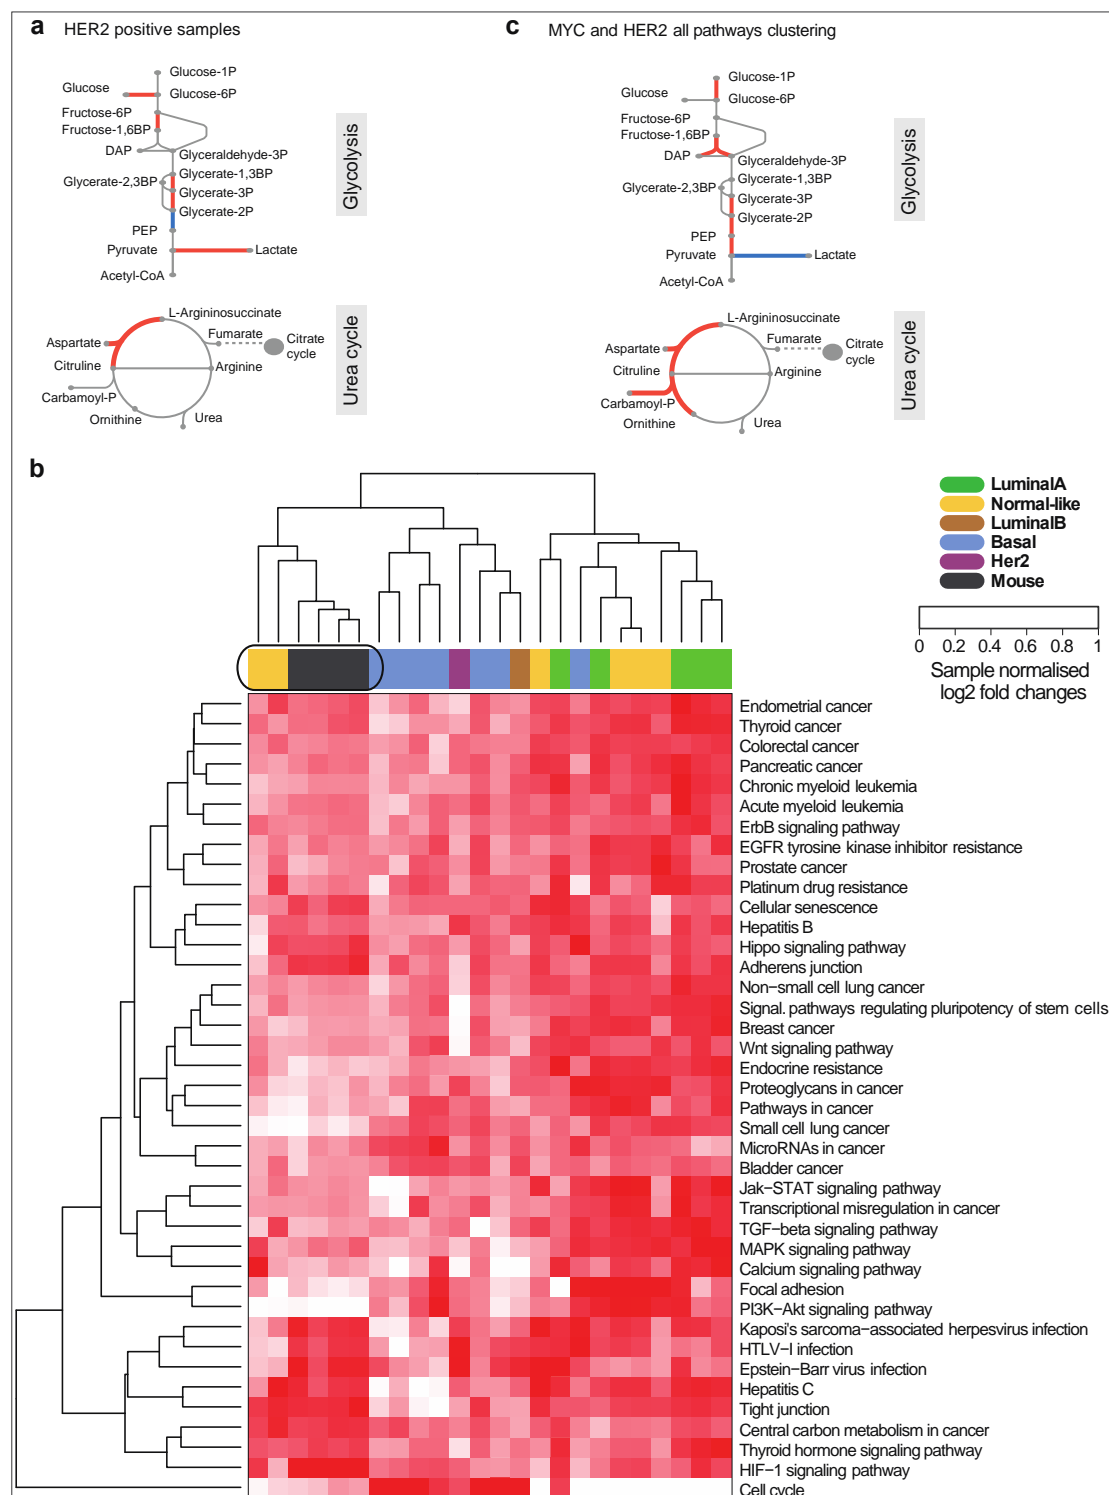 a HER2 positive samples
Glucose-1P
Glucose
Glucose-6P
Fructose-6P
Fructose-1,6BP
DAP
Glyceraldehyde-3P
Glycerate-1,3BP
Glycerate-2,3BP
Glycerate-3P
Glycerate-2P
PEP
Pyruvate
Lactate
Acetyl-CoA
Glycolysis
L-Argininosuccinate
Fumarate
Aspartate
Citrate
cycle
Citruline
Arginine
Carbamoyl-P
Ornithine
Urea
Urea cycle
c MYC and HER2 all pathways clustering
Glucose-1P
Glucose
Glucose-6P
Fructose-6P
Fructose-1,6BP
DAP
Glyceraldehyde-3P
Glycerate-1,3BP
Glycerate-2,3BP
Glycerate-3P
Glycerate-2P
PEP
Pyruvate
Lactate
Acetyl-CoA
Glycolysis
L-Argininosuccinate
Fumarate
Aspartate
Citrate
cycle
Citruline
Arginine
Carbamoyl-P
Ornithine
Urea
Urea cycle
b
LuminalA
Normal-like
LuminalB
Basal
Her2
Mouse
0 0.2 0.4 0.6 0.8 1
Sample normalised
log2 fold changes
Endometrial cancer
Thyroid cancer
Colorectal cancer
Pancreatic cancer
Chronic myeloid leukemia
Acute myeloid leukemia
ErbB signaling pathway
EGFR tyrosine kinase inhibitor resistance
Prostate cancer
Platinum drug resistance
Cellular senescence
Hepatitis B
Hippo signaling pathway
Adherens junction
Non−small cell lung cancer
Signal. pathways regulating pluripotency of stem cells
Breast cancer
Wnt signaling pathway
Endocrine resistance
Proteoglycans in cancer
Pathways in cancer
Small cell lung cancer
MicroRNAs in cancer
Bladder cancer
Jak−STAT signaling pathway
Transcriptional misregulation in cancer
TGF−beta signaling pathway
MAPK signaling pathway
Calcium signaling pathway
Focal adhesion
PI3K−Akt signaling pathway
Kaposi's sarcoma−associated herpesvirus infection
HTLV−I infection
Epstein−Barr virus infection
Hepatitis C
Tight junction
Central carbon metabolism in cancer
Thyroid hormone signaling pathway
HIF−1 signaling pathway
Cell cycle